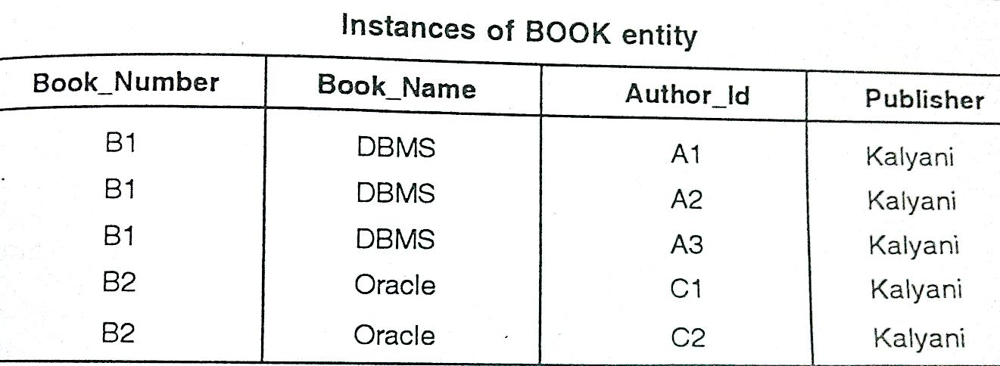 Instances of BOOK entity
Book_Number Book_Name Author_Id Publisher
B1 DBMS A1 Kalyani
B1 DBMS A2 Kalyani
B1 DBMS A3 Kalyani
B2 Oracle C1 Kalyani
B2 Oracle C2 Kalyani